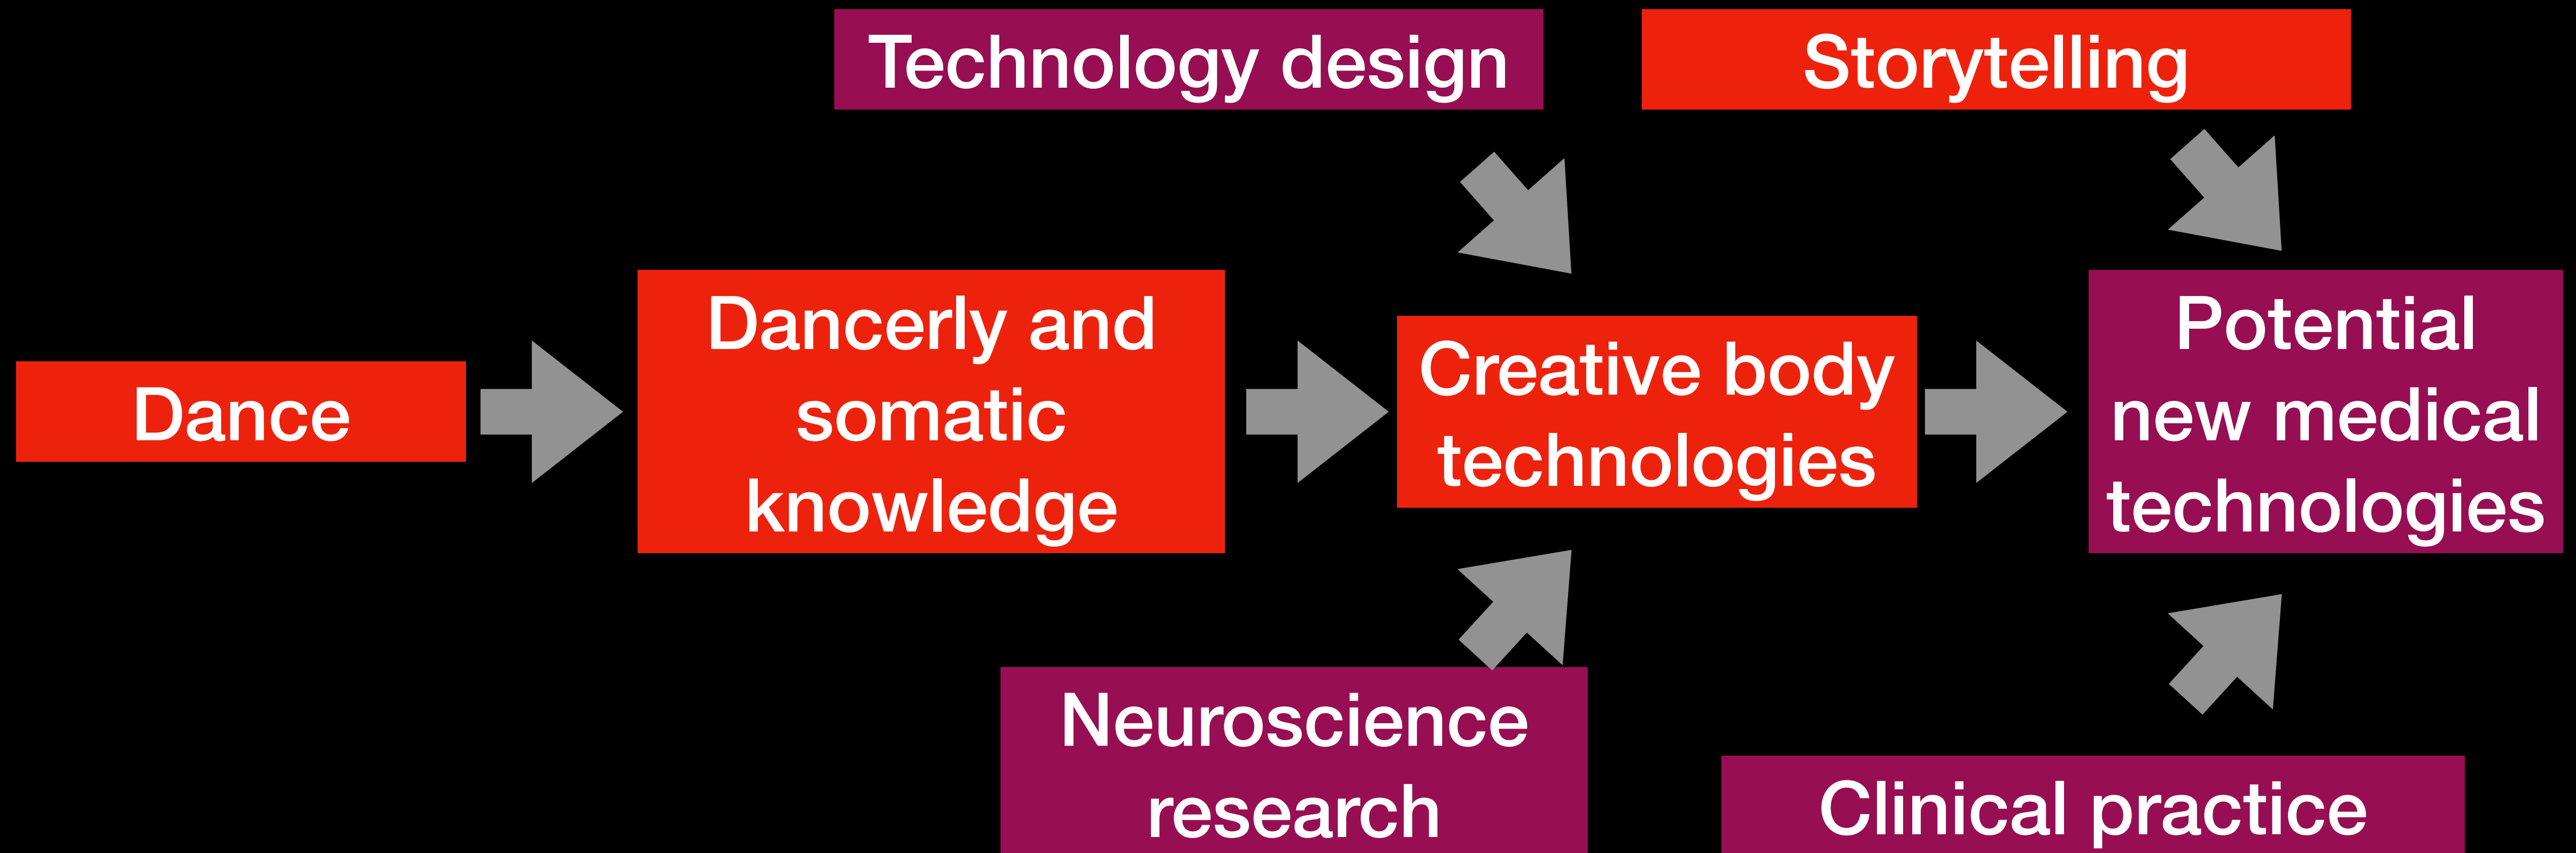 Technology design
Storytelling
Dance
Dancerly and
somatic
knowledge
Creative body
technologies
Potential
new medical
technologies
Neuroscience
research
Clinical practice